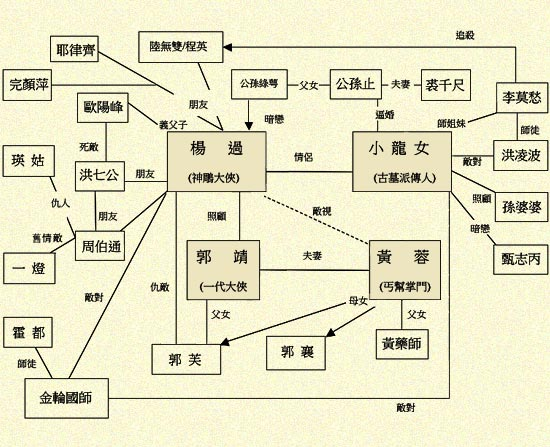 追殺
耶律齊
陸無雙/程英
完顏萍
公孫綠萼
父女
公孫止
夫妻
裘千尺
李莫愁
歐陽峰
朋友
義父子
暗戀
逼婚
師姐妹
師徒
死敵
瑛姑
洪七公
朋友
楊過
(神鵰大俠)
情侶
小龍女
(古墓派傳人)
敵對
洪凌波
照顧
孫婆婆
仇人
朋友
照顧
敵視
暗戀
舊情敵
周伯通
一燈
郭靖
(一代大俠)
夫妻
黃蓉
(丐幫掌門)
甄志丙
敵對
仇敵
父女
母女
父女
霍都
師徒
郭芙
郭襄
黃藥師
金輪國師
敵對